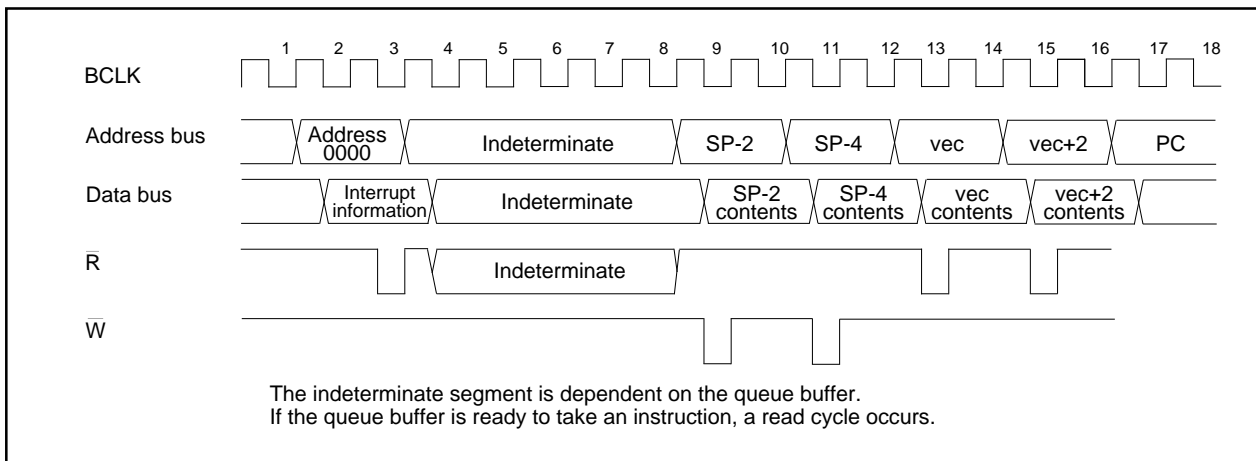 1 2 3 4 5 6 7 8 9 10 11 12 13 14 15 16 17 18
BCLK
Address bus
Address
0000
Indeterminate
SP-2
SP-4
vec
vec+2
PC
Data bus
Interrupt
information
Indeterminate
SP-2
contents
SP-4
contents
vec
contents
vec+2
contents
R
Indeterminate
W
The indeterminate segment is dependent on the queue buffer.
If the queue buffer is ready to take an instruction, a read cycle occurs.